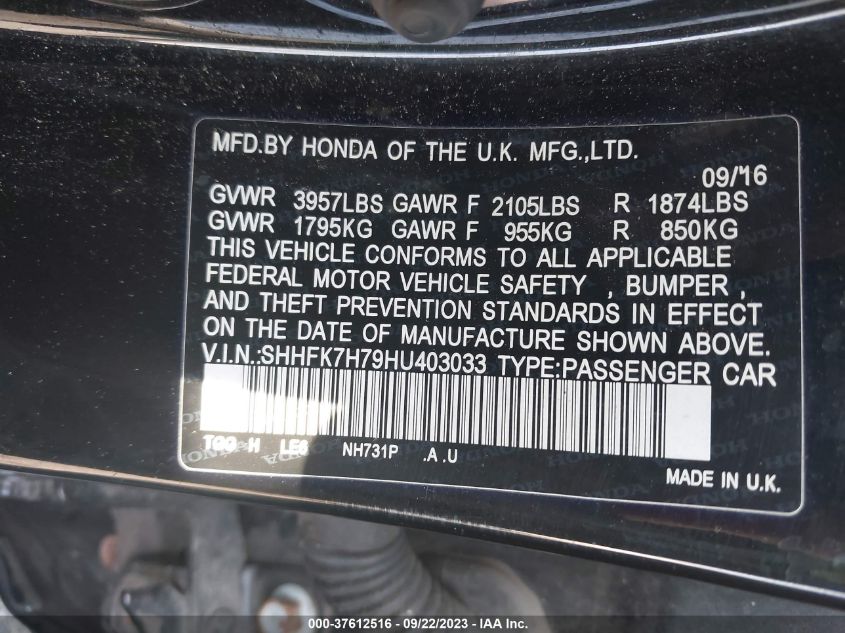 MFD.BY HONDA OF THE U.K. MFG.,LTD.
09/16
GVWR 3957LBS GAWR F 2105LBS R 1874LBS
GVWR 1795KG GAWR F 955KG R 850KG
THIS VEHICLE CONFORMS TO ALL APPLICABLE
FEDERAL MOTOR VEHICLE SAFETY , BUMPER ,
AND THEFT PREVENTION STANDARDS IN EFFECT
ON THE DATE OF MANUFACTURE SHOWN ABOVE.
V.I.N.:SHHFK7H79HU403033 TYPE:PASSENGER CAR
NH731P .A .U
MADE IN U.K.
000-37612516 - 09/22/2023 - IAA Inc.